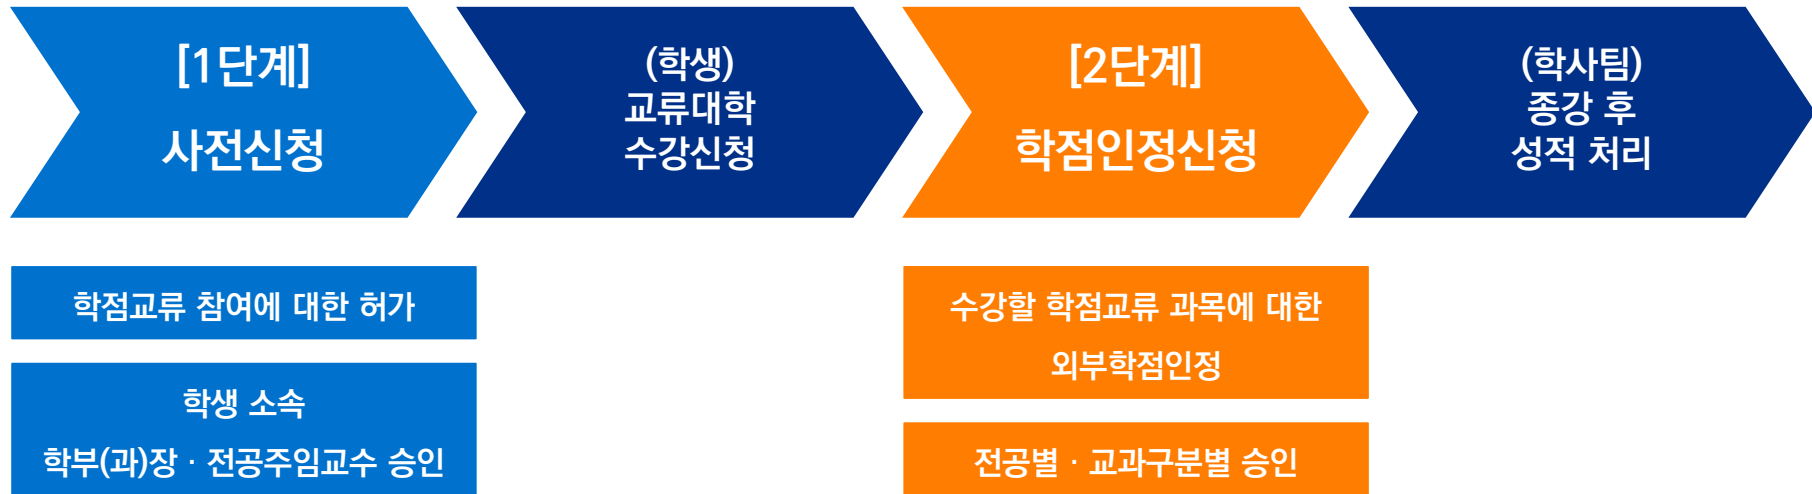 [1단계]
사전신청
(학생)
교류대학
수강신청
[2단계]
학점인정신청
(학사팀)
종강 후
성적 처리
학점교류 참여에 대한 허가
학생 소속
학부(과)장 · 전공주임교수 승인
수강할 학점교류 과목에 대한
외부학점인정
전공별 · 교과구분별 승인